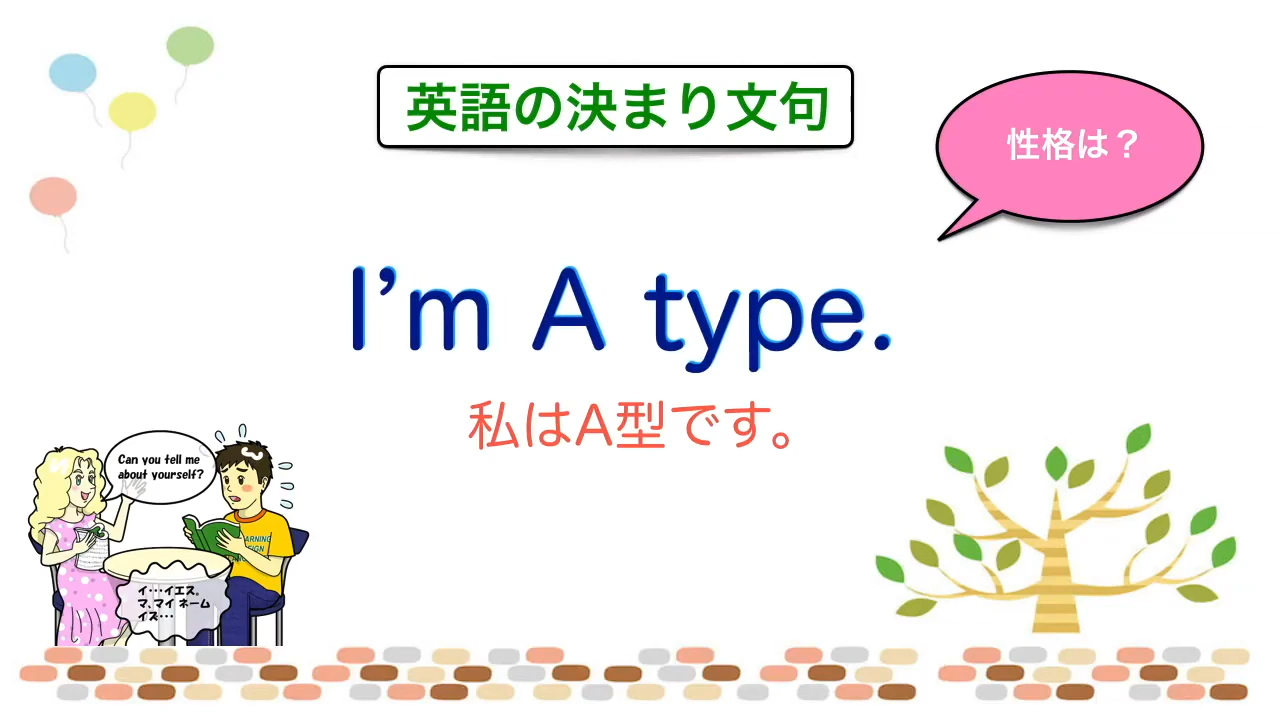 英語の決まり文句
性格は？
I'm A type.
私はA型です。
Can you tell me
about yourself?
イ・・・イエス。
マ、マイ ネーム
イズ・・・